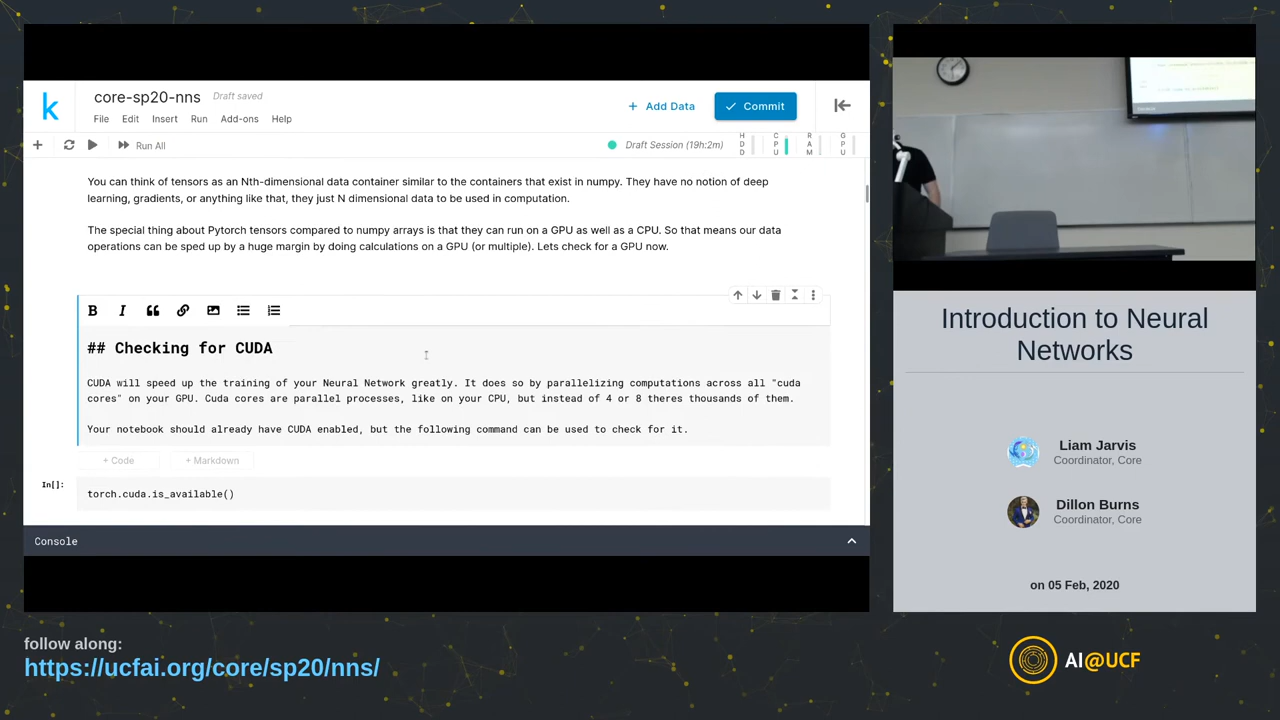 core-sp20-nns
Draft saved
File Edit Insert Run Add-ons Help
+ Add Data
Commit
Run All
Draft Session (19h:2m)
HDD
CPU
RAM
GPU
You can think of tensors as an Nth-dimensional data container similar to the containers that exist in numpy. They have no notion of deep
learning, gradients, or anything like that, they just N dimensional data to be used in computation.
The special thing about Pytorch tensors compared to numpy arrays is that they can run on a GPU as well as a CPU. So that means our data
operations can be sped up by a huge margin by doing calculations on a GPU (or multiple). Lets check for a GPU now.
B I
## Checking for CUDA
CUDA will speed up the training of your Neural Network greatly. It does so by parallelizing computations across all "cuda
cores" on your GPU. Cuda cores are parallel processes, like on your CPU, but instead of 4 or 8 theres thousands of them.
Your notebook should already have CUDA enabled, but the following command can be used to check for it.
+ Code + Markdown
In[]:
torch.cuda.is_available()
Console
Introduction to Neural
Networks
Liam Jarvis
Coordinator, Core
Dillon Burns
Coordinator, Core
on 05 Feb, 2020
follow along:
https://ucfai.org/core/sp20/nns/
AI@UCF